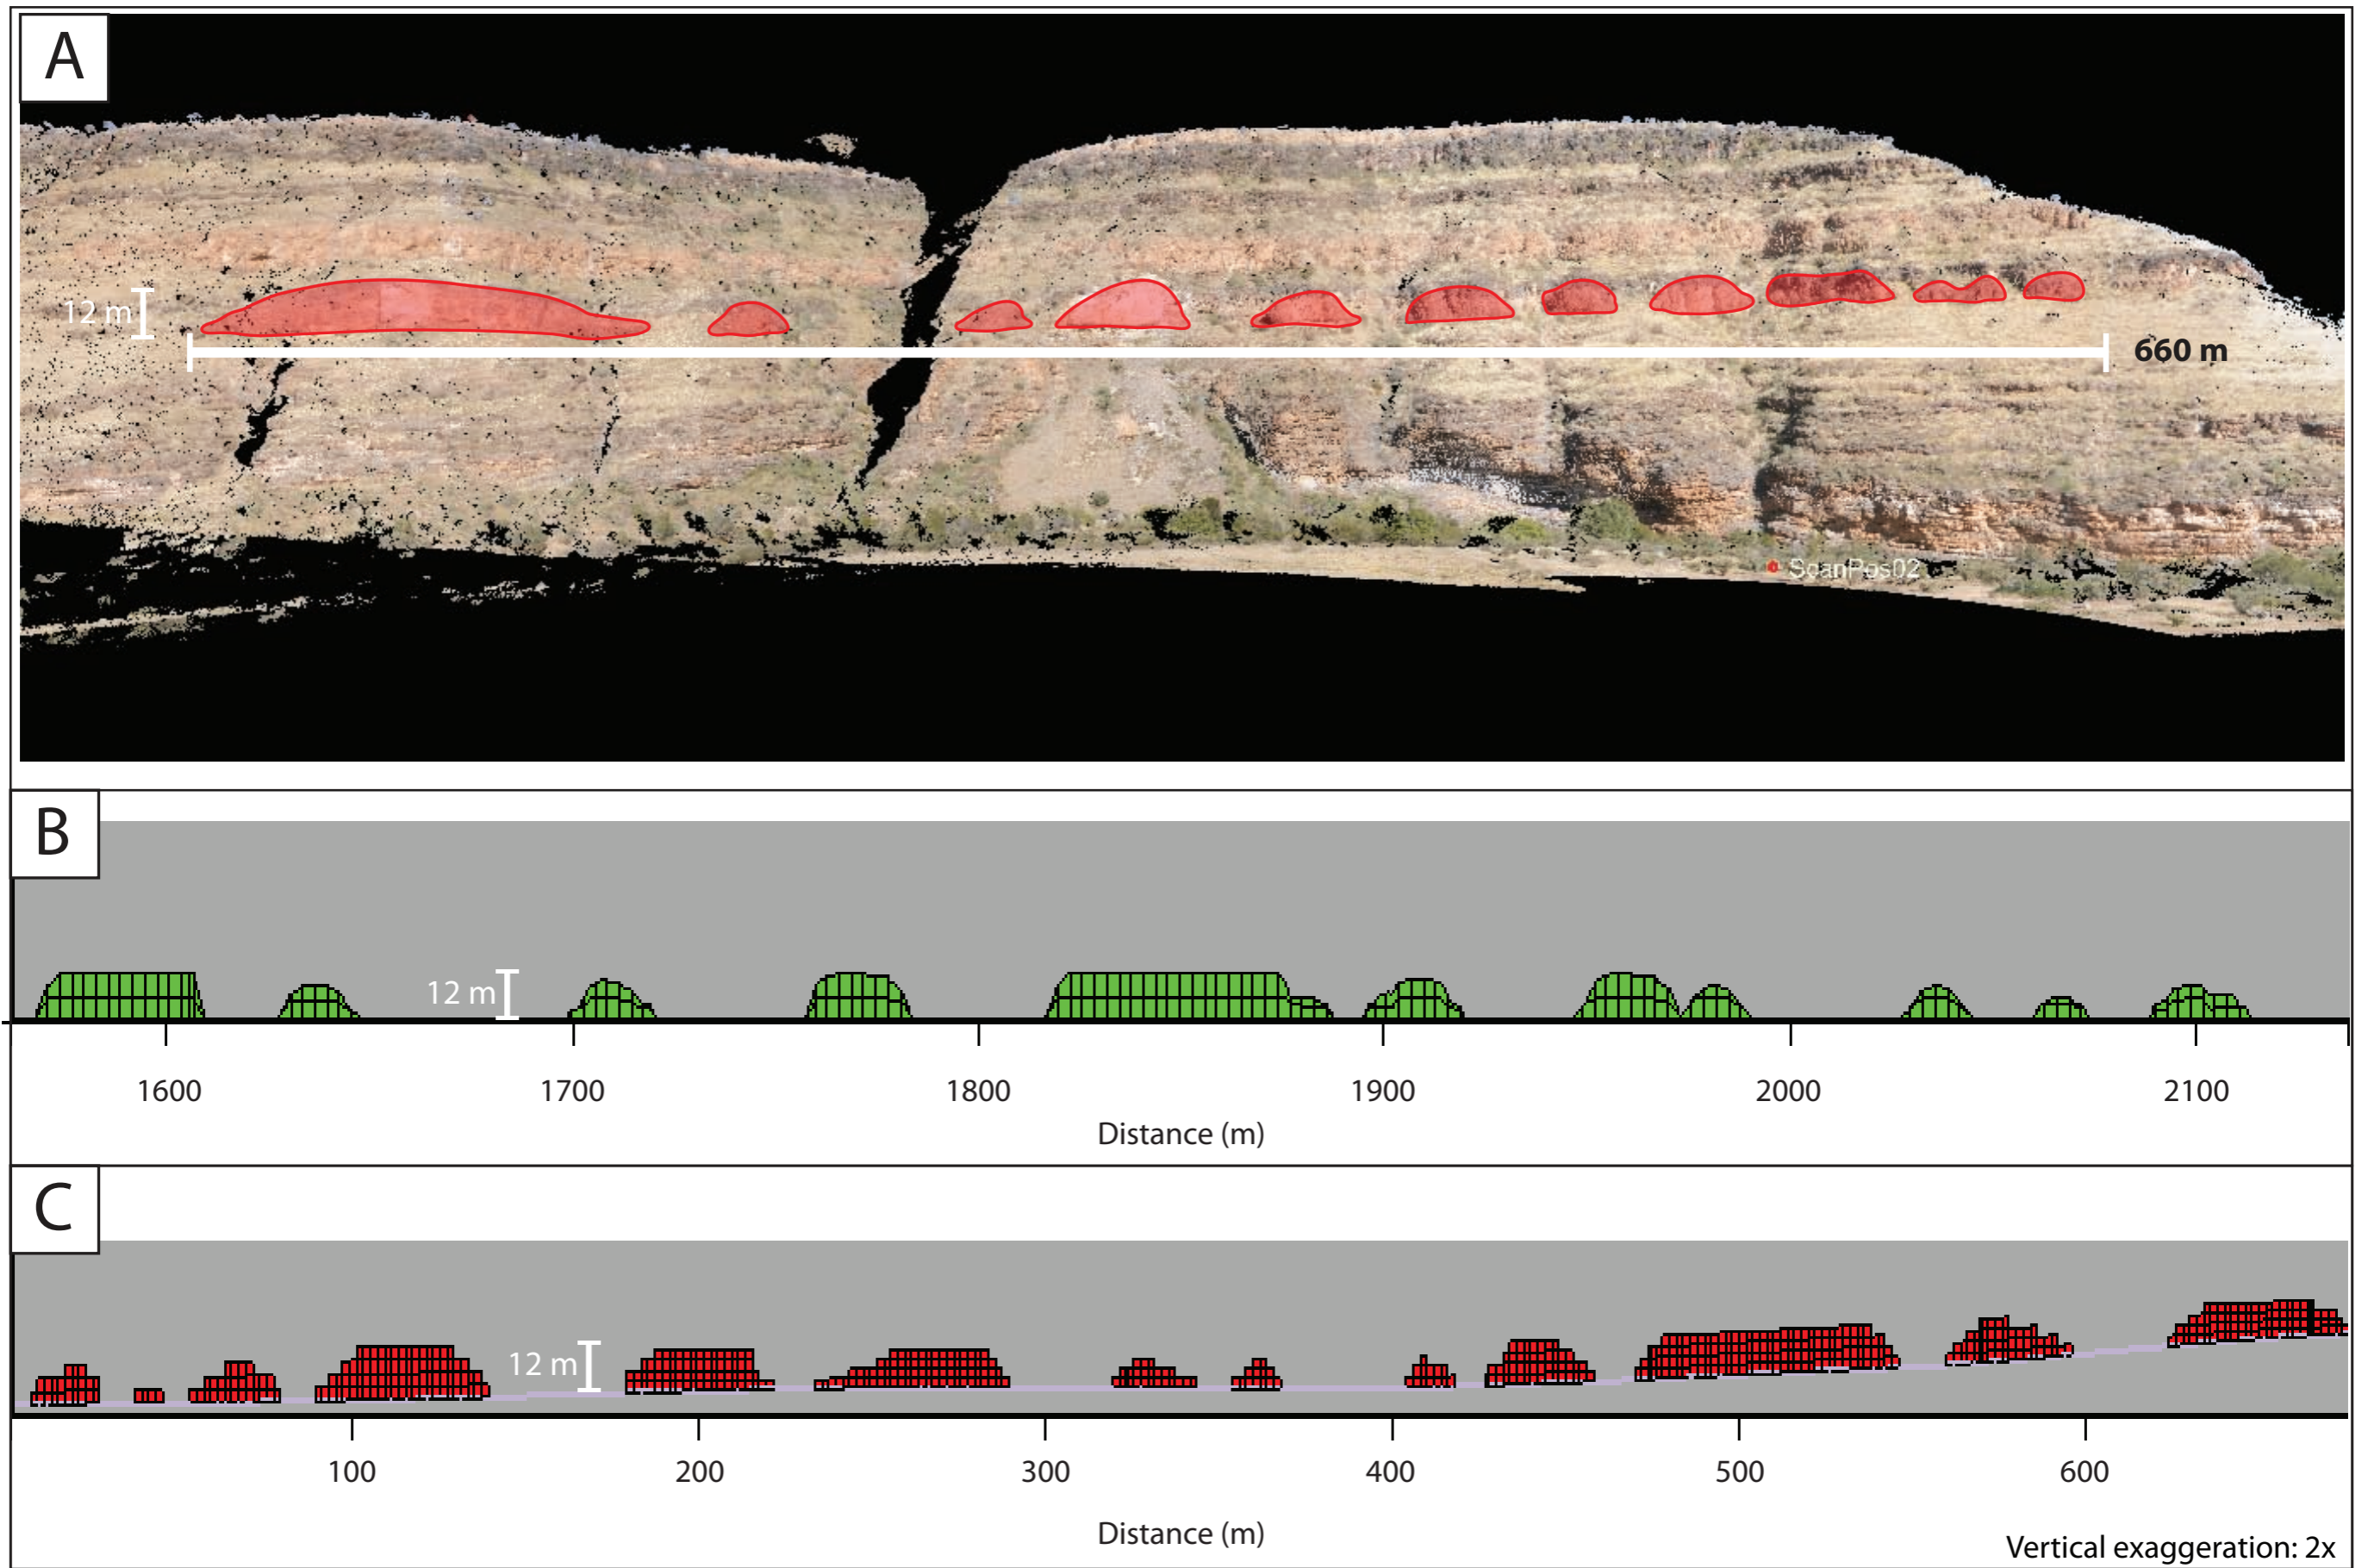 A
12 m
660 m
ScanPos02
B
12 m
1600 1700 1800 1900 2000 2100
Distance (m)
C
12 m
100 200 300 400 500 600
Distance (m)
Vertical exaggeration: 2x